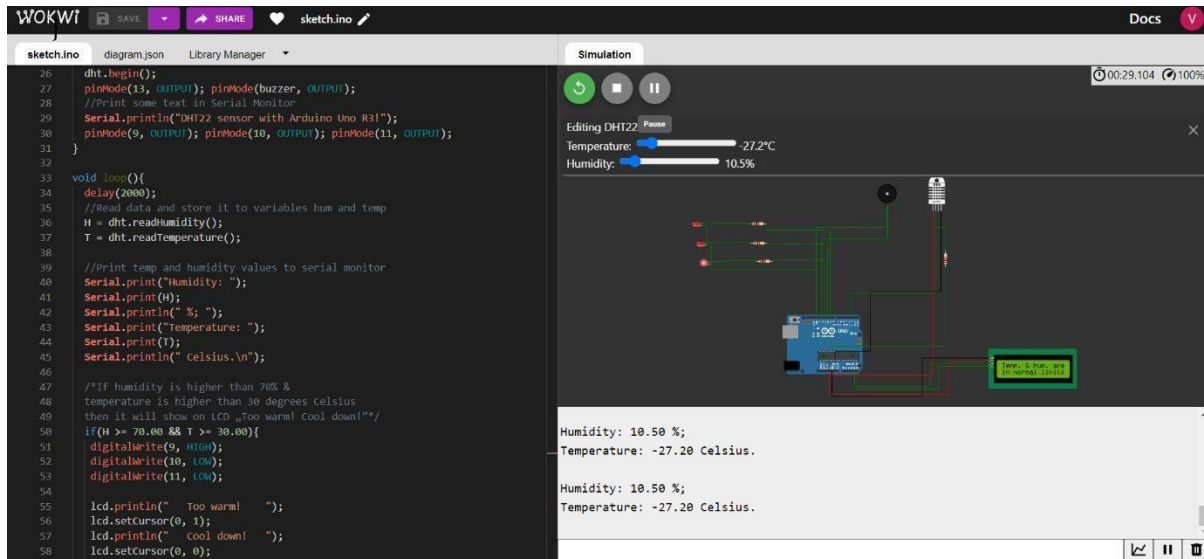 WOKWi SAVE SHARE sketch.ino Docs V
sketch.ino diagram.json Library Manager
26 dht.begin();
27 pinMode(13, OUTPUT); pinMode(buzzer, OUTPUT);
28 //Print some text in Serial Monitor
29 Serial.println("DHT22 sensor with Arduino Uno R3!");
30 pinMode(9, OUTPUT); pinMode(10, OUTPUT); pinMode(11, OUTPUT);
31 }
32
33 void loop(){
34 delay(2000);
35 //Read data and store it to variables hum and temp
36 H = dht.readHumidity();
37 T = dht.readTemperature();
38
39 //Print temp and humidity values to serial monitor
40 Serial.print("Humidity: ");
41 Serial.print(H);
42 Serial.println(" %; ");
43 Serial.print("Temperature: ");
44 Serial.print(T);
45 Serial.println(" Celsius.\n");
46
47 /*If humidity is higher than 70% &
48 temperature is higher than 30 degrees Celsius
49 then it will show on LCD „Too warm! Cool down!”*/
50 if(H >= 70.00 && T >= 30.00){
51 digitalWrite(9, HIGH);
52 digitalWrite(10, LOW);
53 digitalWrite(11, LOW);
54
55 lcd.println("   Too warm!    ");
56 lcd.setCursor(0, 1);
57 lcd.println("   Cool down!   ");
58 lcd.setCursor(0, 0);
Simulation
00:29.104 100%
Editing DHT22 Pause
Temperature: -27.2°C
Humidity: 10.5%
Temp. & hum. are
in normal limits
Humidity: 10.50 %;
Temperature: -27.20 Celsius.
Humidity: 10.50 %;
Temperature: -27.20 Celsius.